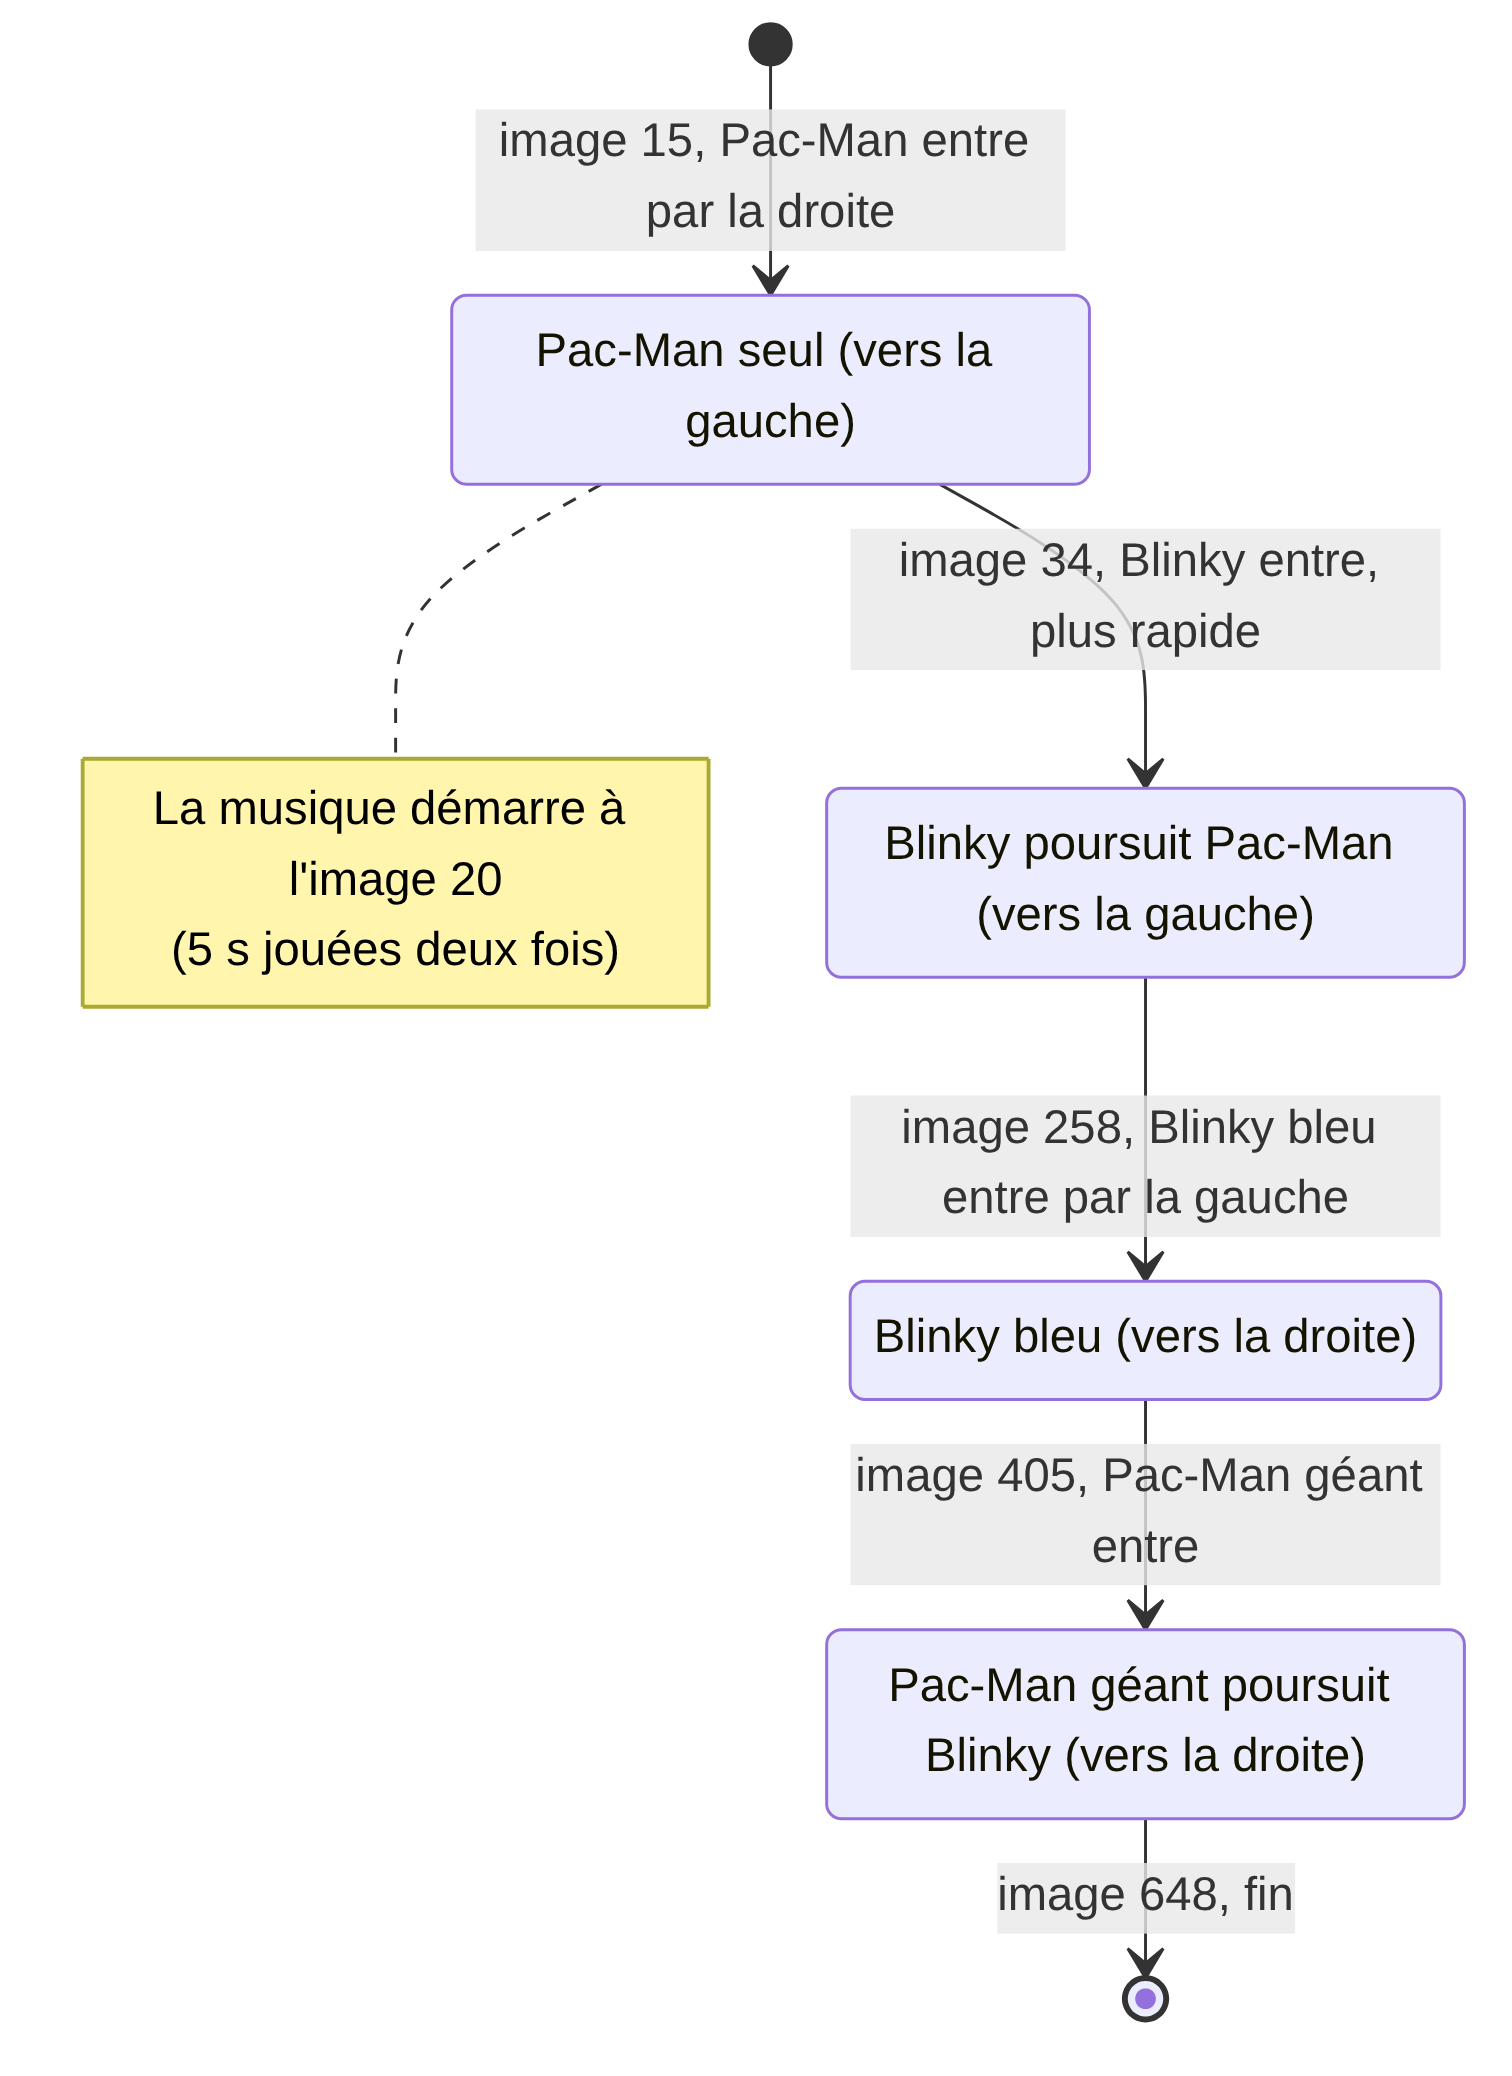 image 15, Pac-Man entre
par la droite
Pac-Man seul (vers la
gauche)
image 34, Blinky entre,
plus rapide
La musique démarre à
l'image 20
(5 s jouées deux fois)
Blinky poursuit Pac-Man
(vers la gauche)
image 258, Blinky bleu
entre par la gauche
Blinky bleu (vers la droite)
image 405, Pac-Man géant
entre
Pac-Man géant poursuit
Blinky (vers la droite)
image 648, fin